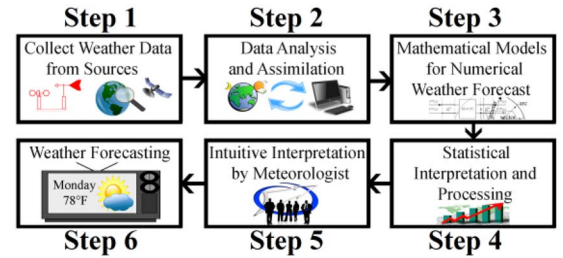 Step 1
Step 2
Step 3
Collect Weather Data
from Sources
Data Analysis
and Assimilation
Mathematical Models
for Numerical
Weather Forecast
Weather Forecasting
Monday
78°F
8
Intuitive Interpretation
by Meteorologist
Statistical
Interpretation and
Processing
Step 6
Step 5
Step 4